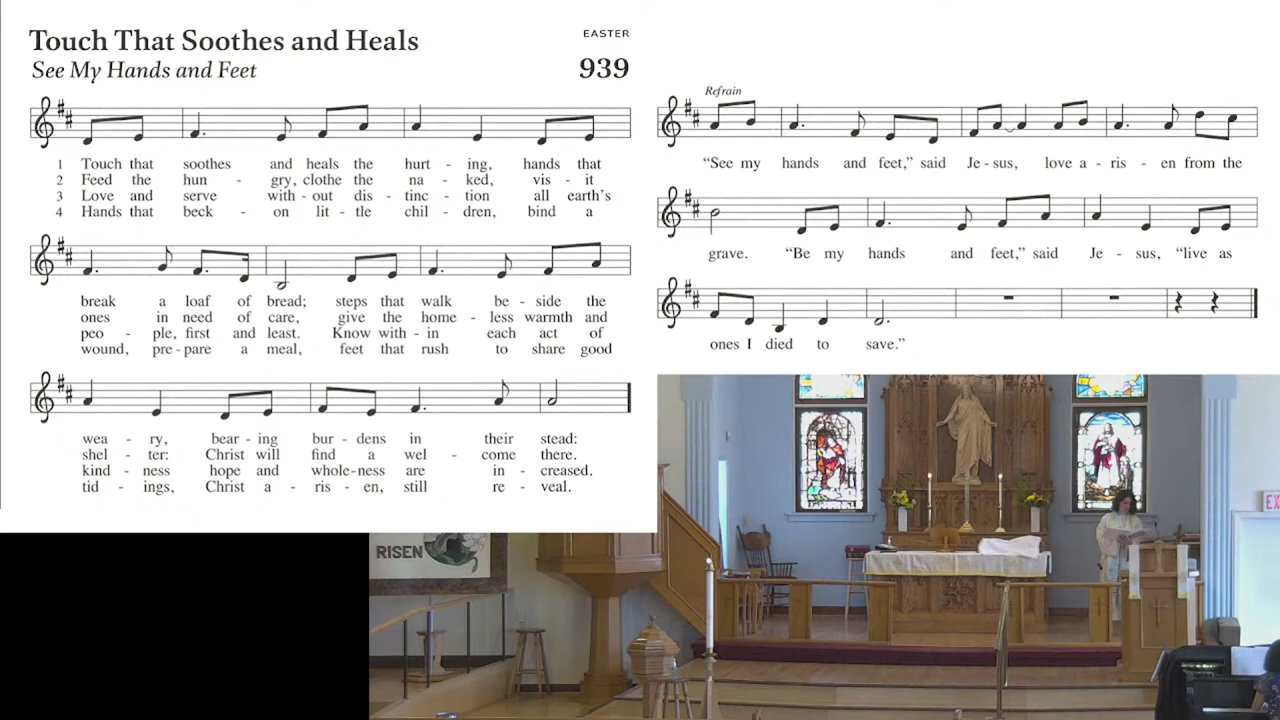 Touch That Soothes and Heals
EASTER
See My Hands and Feet
939
1 Touch that soothes and heals the hurt - ing, hands that
2 Feed the hun - gry, clothe the na - ked, vis - it
3 Love and serve with - out dis - tinc - tion all earth's
4 Hands that beck - on lit - tle chil - dren, bind a
break a loaf of bread; steps that walk be - side the
ones in need of care, give the home - less warmth and
peo - ple, first and least. Know with - in each act of
wound, pre - pare a meal, feet that rush to share good
wea - ry, bear - ing bur - dens in their stead:
shel - ter: Christ will find a wel - come there.
kind - ness hope and whole - ness are in - creased.
tid - ings, Christ a - ris - en, still re - veal.
Refrain
“See my hands and feet,” said Je - sus, love a - ris - en from the
grave. “Be my hands and feet,” said Je - sus, “live as
ones I died to save.”
RISEN